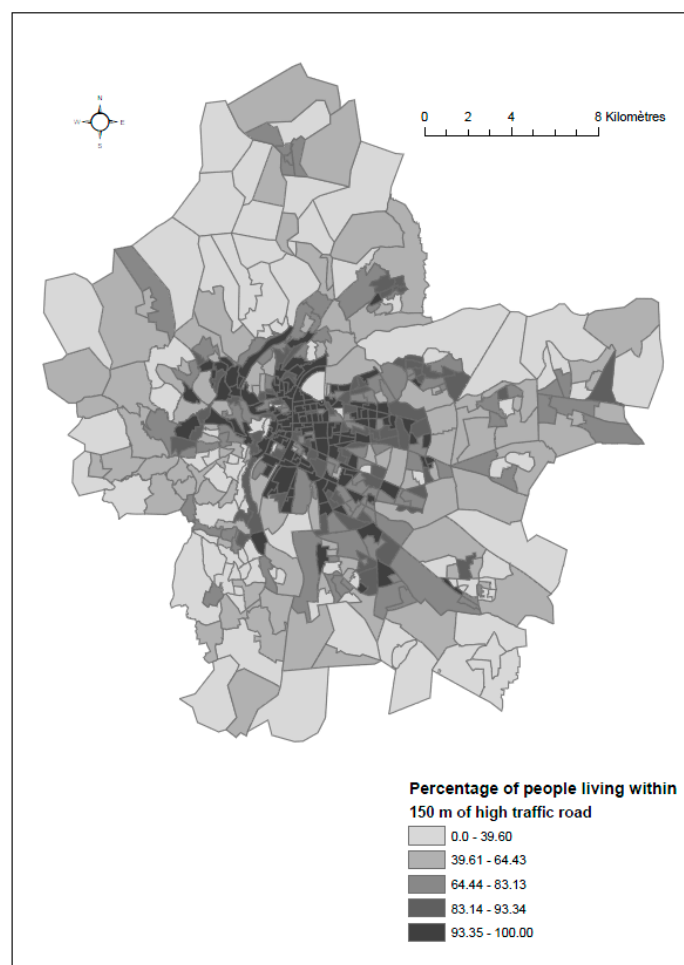 N
W E
S
0 2 4 8 Kilomètres
Percentage of people living within
150 m of high traffic road
0.0 - 39.60
39.61 - 64.43
64.44 - 83.13
83.14 - 93.34
93.35 - 100.00